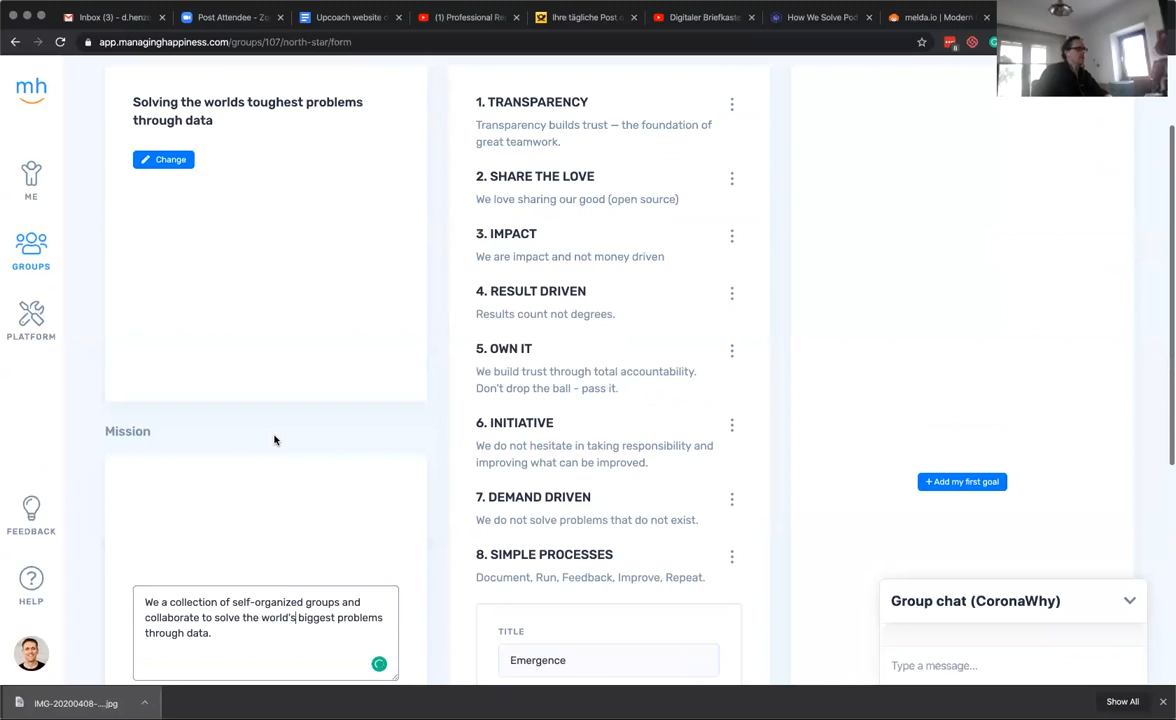 Inbox (3) - d.henz
Post Attendee - Zo
Upcoach website d
(1) Professional Re
Ihre tägliche Post o
Digitaler Briefkaste
How We Solve Pod
melda.io | Modern
app.managinghappiness.com/groups/107/north-star/form
8
mh
ME
GROUPS
PLATFORM
FEEDBACK
HELP
Solving the worlds toughest problems
through data
Change
Mission
We a collection of self-organized groups and
collaborate to solve the world's biggest problems
through data.
1. TRANSPARENCY
Transparency builds trust — the foundation of
great teamwork.
2. SHARE THE LOVE
We love sharing our good (open source)
3. IMPACT
We are impact and not money driven
4. RESULT DRIVEN
Results count not degrees.
5. OWN IT
We build trust through total accountability.
Don't drop the ball - pass it.
6. INITIATIVE
We do not hesitate in taking responsibility and
improving what can be improved.
7. DEMAND DRIVEN
We do not solve problems that do not exist.
8. SIMPLE PROCESSES
Document, Run, Feedback, Improve, Repeat.
TITLE
Emergence
+ Add my first goal
Group chat (CoronaWhy)
Type a message...
IMG-20200408-....jpg
Show All